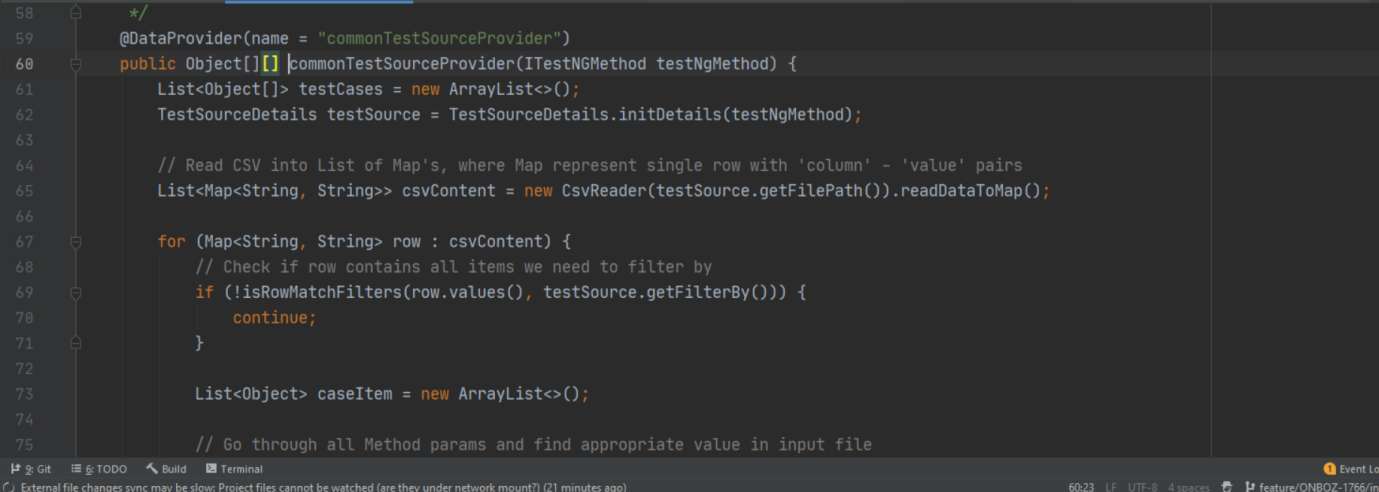 58 */
59 @DataProvider(name = "commonTestSourceProvider")
60 public Object[][] commonTestSourceProvider(ITestNGMethod testNgMethod) {
61 List<Object[]> testCases = new ArrayList<>();
62 TestSourceDetails testSource = TestSourceDetails.initDetails(testNgMethod);
63
64 // Read CSV into List of Map's, where Map represent single row with 'column' - 'value' pairs
65 List<Map<String, String>> csvContent = new CsvReader(testSource.getFilePath()).readDataToMap();
66
67 for (Map<String, String> row : csvContent) {
68 // Check if row contains all items we need to filter by
69 if (!isRowMatchFilters(row.values(), testSource.getFilterBy())) {
70 continue;
71 }
72
73 List<Object> caseItem = new ArrayList<>();
74
75 // Go through all Method params and find appropriate value in input file
9: Git 6: TODO Build Terminal 1 Event Lo
External file changes sync may be slow: Project files cannot be watched (are they under network mount?) (21 minutes ago) 60:23 LF UTF-8 4 spaces feature/ONBOZ-1766/in